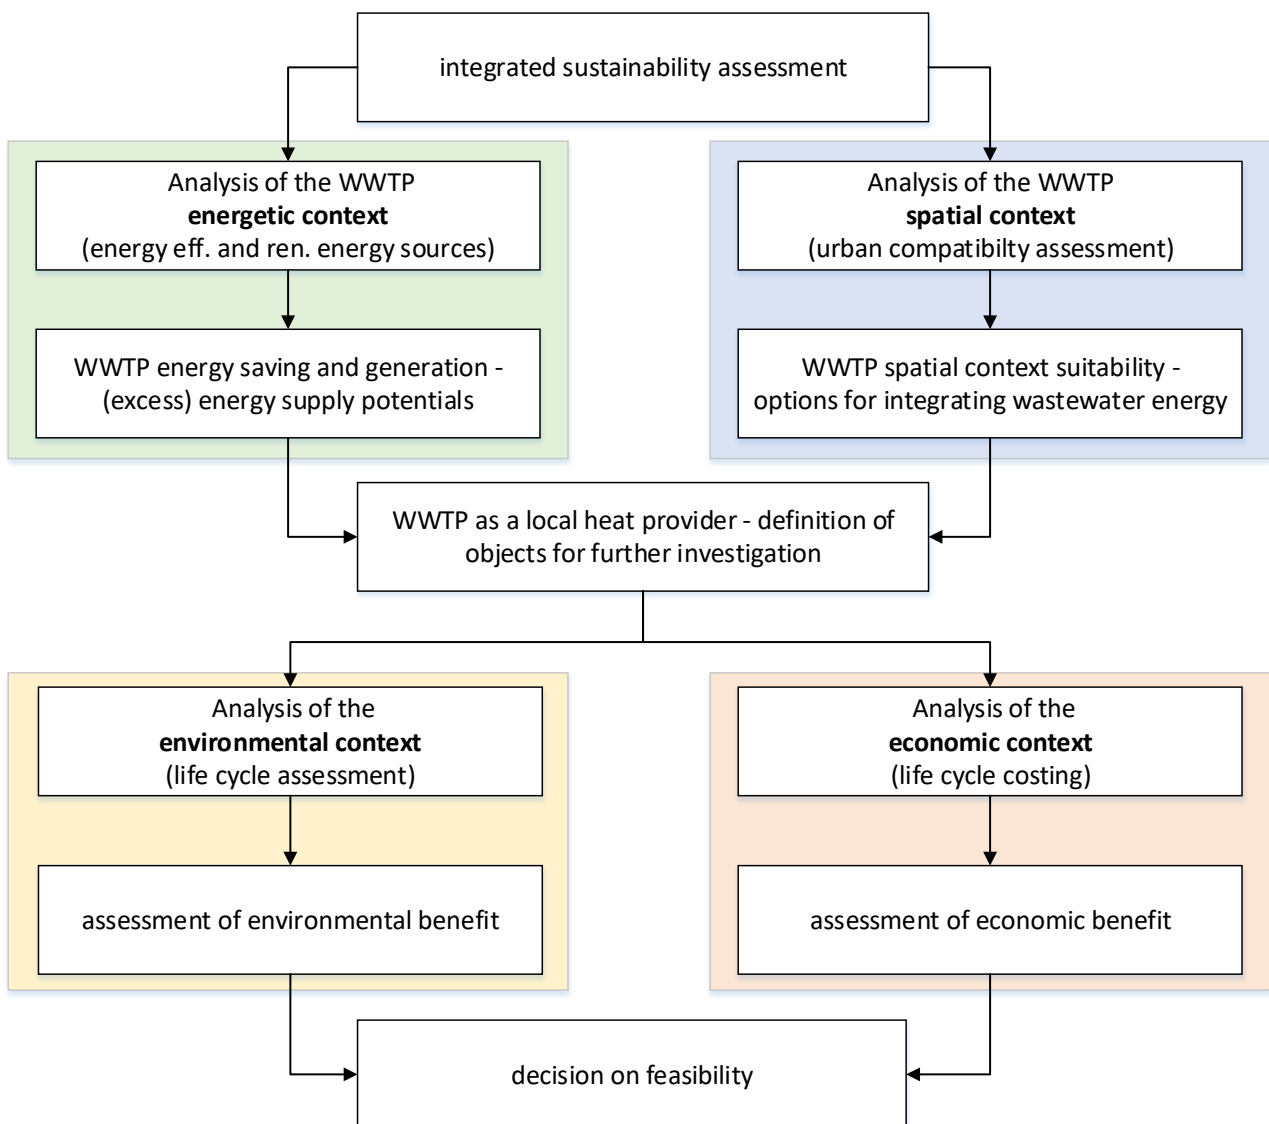 integrated sustainability assessment
Analysis of the WWTP
energetic context
(energy eff. and ren. energy sources)
Analysis of the WWTP
spatial context
(urban compatibilty assessment)
WWTP energy saving and generation -
(excess) energy supply potentials
WWTP spatial context suitability -
options for integrating wastewater energy
WWTP as a local heat provider - definition of
objects for further investigation
Analysis of the
environmental context
(life cycle assessment)
Analysis of the
economic context
(life cycle costing)
assessment of environmental benefit
assessment of economic benefit
decision on feasibility